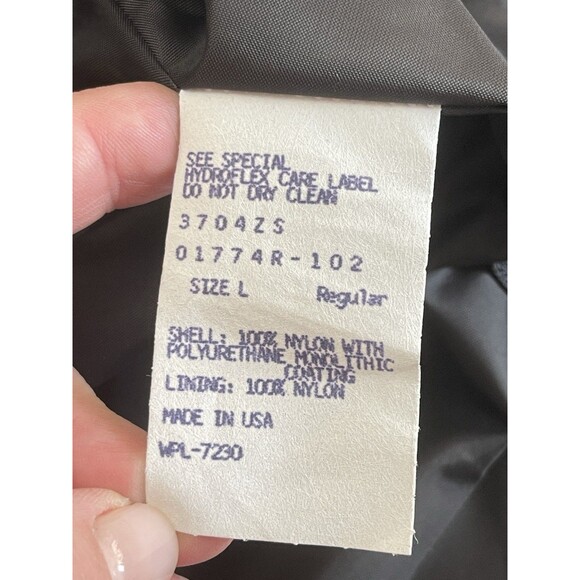 SEE SPECIAL
HYDROFLEX CARE LABEL
DO NOT DRY CLEAN
3704ZS
01774R-102
SIZE L Regular
SHELL: 100% NYLON WITH
POLYURETHANE MONOLITHIC
COATING
LINING: 100% NYLON
MADE IN USA
WPL-7230